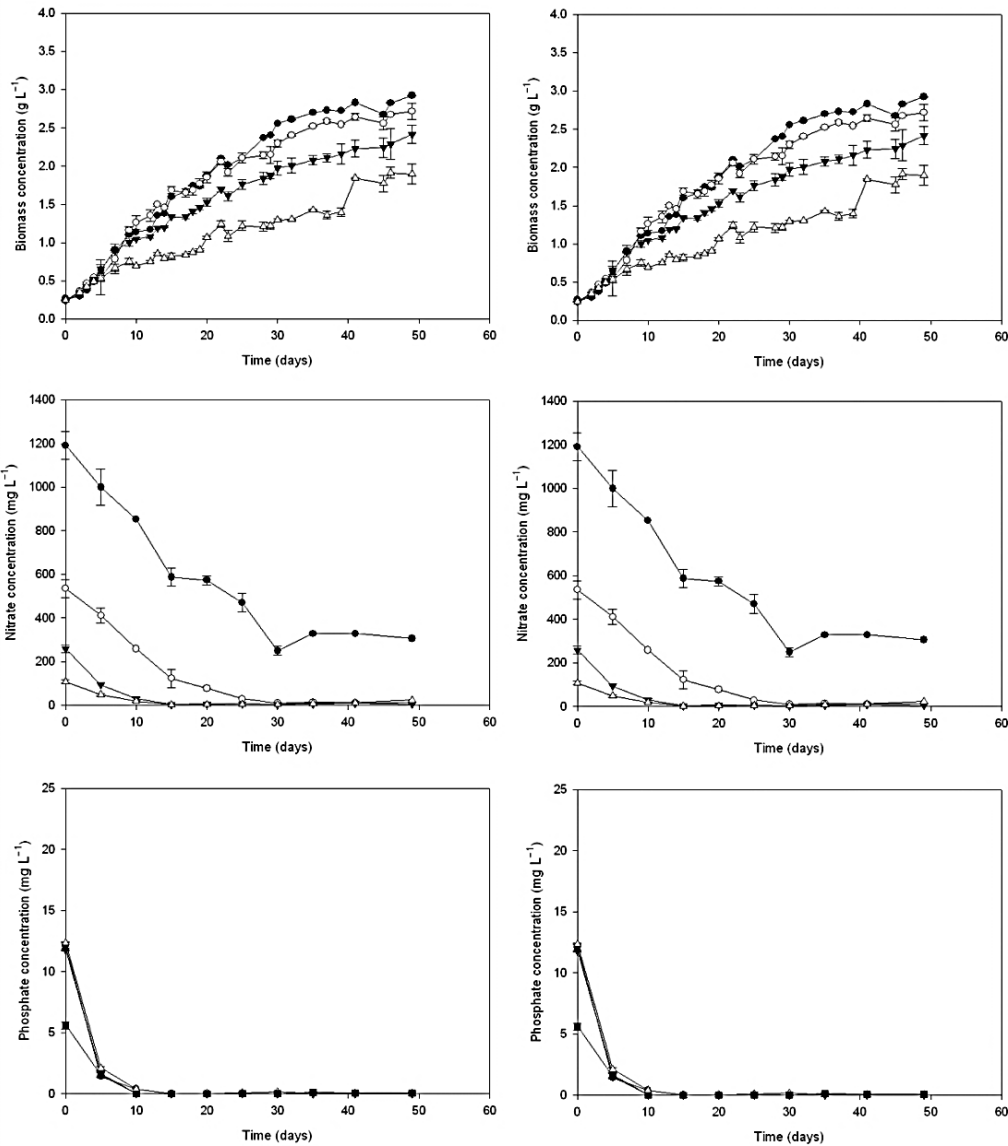 4.0
3.5
3.0
2.5
2.0
1.5
1.0
0.5
0.0
Biomass concentration (g L⁻¹)
0 10 20 30 40 50 60
Time (days)
4.0
3.5
3.0
2.5
2.0
1.5
1.0
0.5
0.0
Biomass concentration (g L⁻¹)
0 10 20 30 40 50 60
Time (days)
1400
1200
1000
800
600
400
200
0
Nitrate concentration (mg L⁻¹)
0 10 20 30 40 50 60
Time (days)
1400
1200
1000
800
600
400
200
0
Nitrate concentration (mg L⁻¹)
0 10 20 30 40 50 60
Time (days)
25
20
15
10
5
0
Phosphate concentration (mg L⁻¹)
0 10 20 30 40 50 60
Time (days)
25
20
15
10
5
0
Phosphate concentration (mg L⁻¹)
0 10 20 30 40 50 60
Time (days)